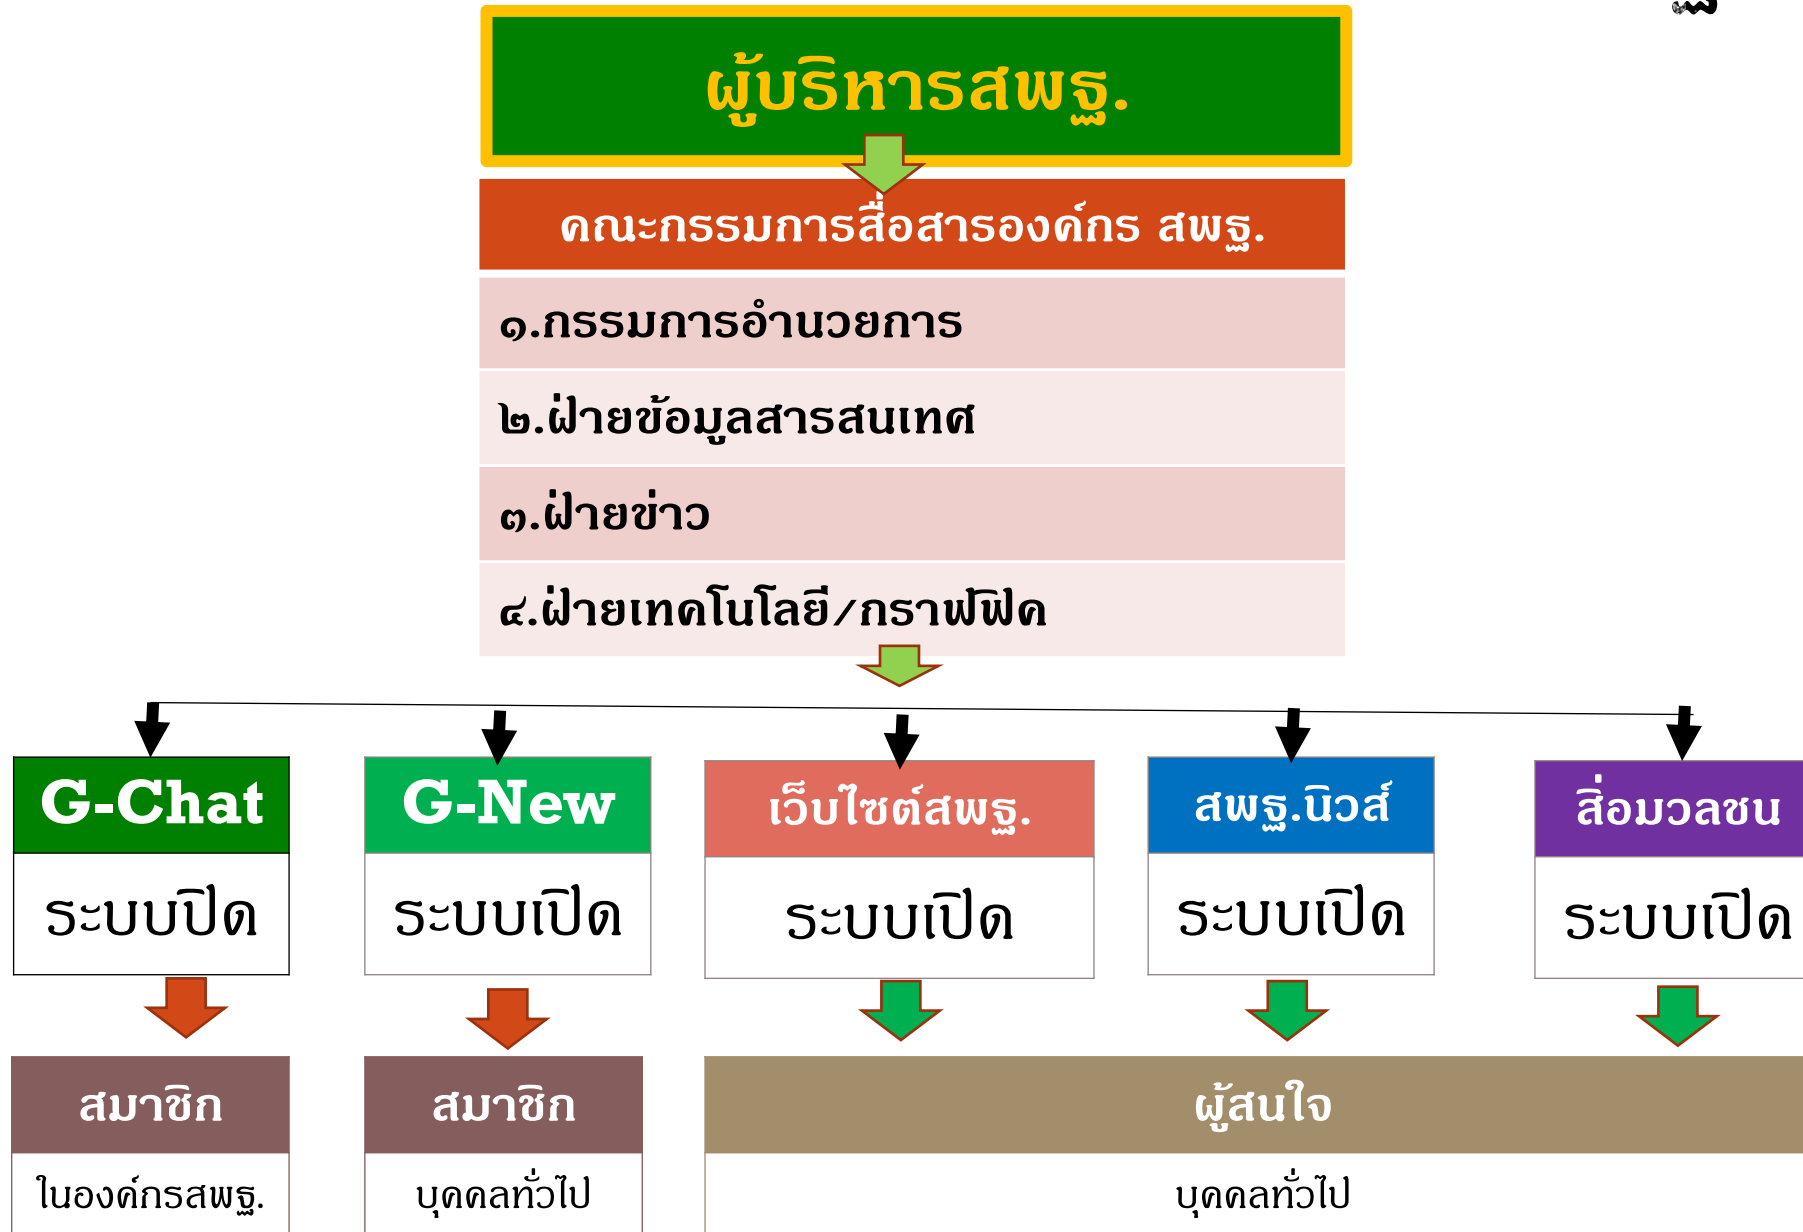 ผู้บริหารสพฐ.
คณะกรรมการสื่อสารองค์กร สพฐ.
๑.กรรมการอำนวยการ
๒.ฝ่ายข้อมูลสารสนเทศ
๓.ฝ่ายข่าว
๔.ฝ่ายเทคโนโลยี/กราฟฟิค
G-Chat
G-New
เว็บไซต์สพฐ.
สพฐ.นิวส์
สื่อมวลชน
ระบบปิด
ระบบเปิด
ระบบเปิด
ระบบเปิด
ระบบเปิด
สมาชิก
สมาชิก
ผู้สนใจ
ในองค์กรสพฐ.
บุคคลทั่วไป
บุคคลทั่วไป